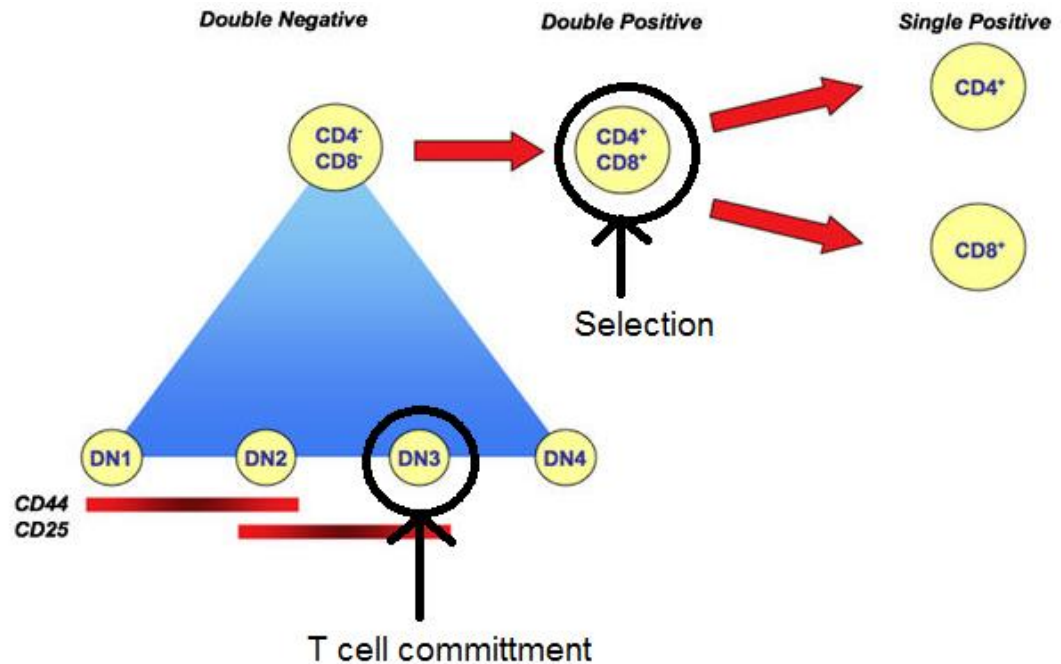 Double Negative
Double Positive
Single Positive
CD4⁻
CD8⁻
CD4⁺
CD8⁺
CD4⁺
CD8⁺
Selection
DN1
DN2
DN3
DN4
CD44
CD25
T cell committment